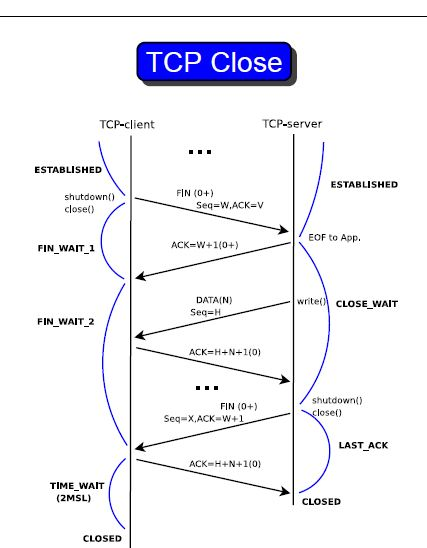 TCP Close
TCP-client
TCP-server
ESTABLISHED
ESTABLISHED
shutdown()
close()
FIN (0+)
Seq=W,ACK=V
EOF to App.
ACK=W+1(0+)
FIN_WAIT_1
DATA(N)
Seq=H
write()
CLOSE_WAIT
FIN_WAIT_2
ACK=H+N+1(0)
FIN (0+)
Seq=X,ACK=W+1
shutdown()
close()
LAST_ACK
ACK=H+N+1(0)
TIME_WAIT
(2MSL)
CLOSED
CLOSED